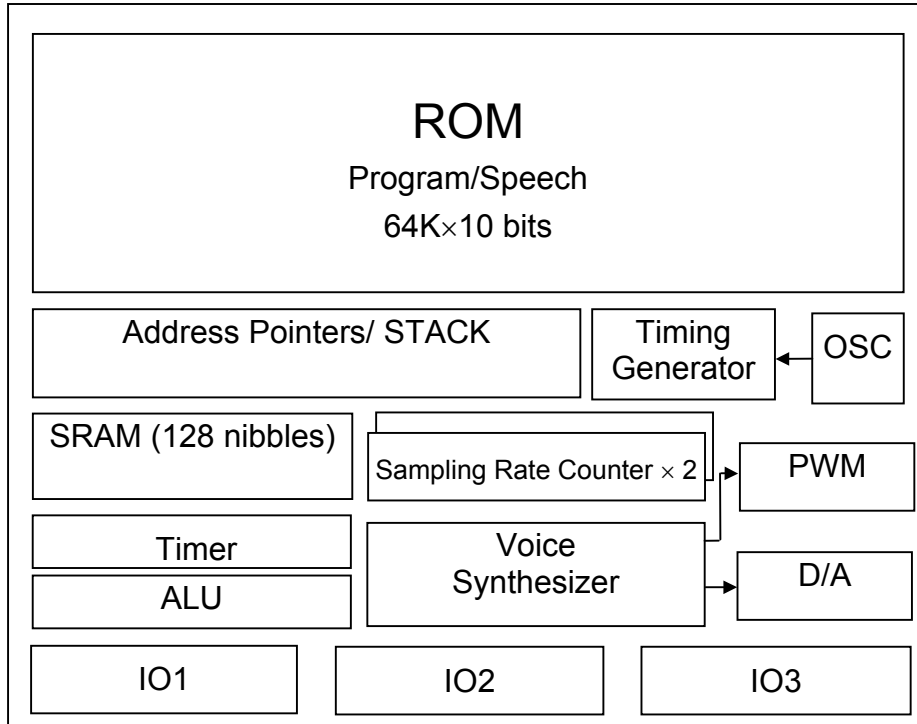 ROM
Program/Speech
64K×10 bits
Address Pointers/ STACK
Timing
Generator
OSC
SRAM (128 nibbles)
Sampling Rate Counter × 2
PWM
Timer
Voice
Synthesizer
D/A
ALU
IO1
IO2
IO3